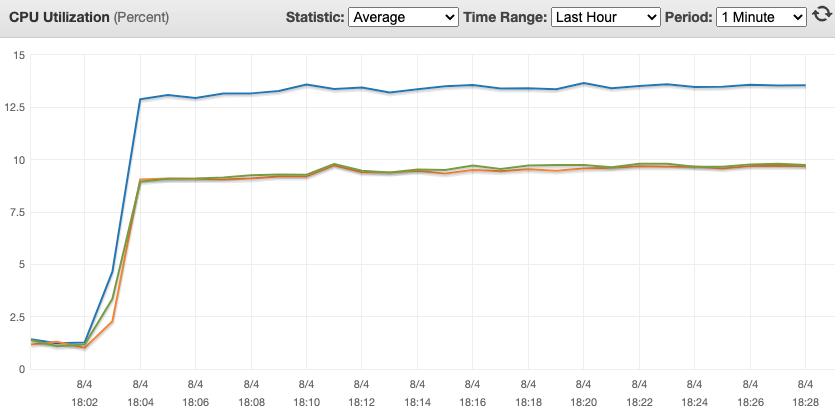 CPU Utilization (Percent) Statistic: Average Time Range: Last Hour Period: 1 Minute
15
12.5
10
7.5
5
2.5
0
8/4 8/4 8/4 8/4 8/4 8/4 8/4 8/4 8/4 8/4 8/4 8/4 8/4 8/4
18:02 18:04 18:06 18:08 18:10 18:12 18:14 18:16 18:18 18:20 18:22 18:24 18:26 18:28